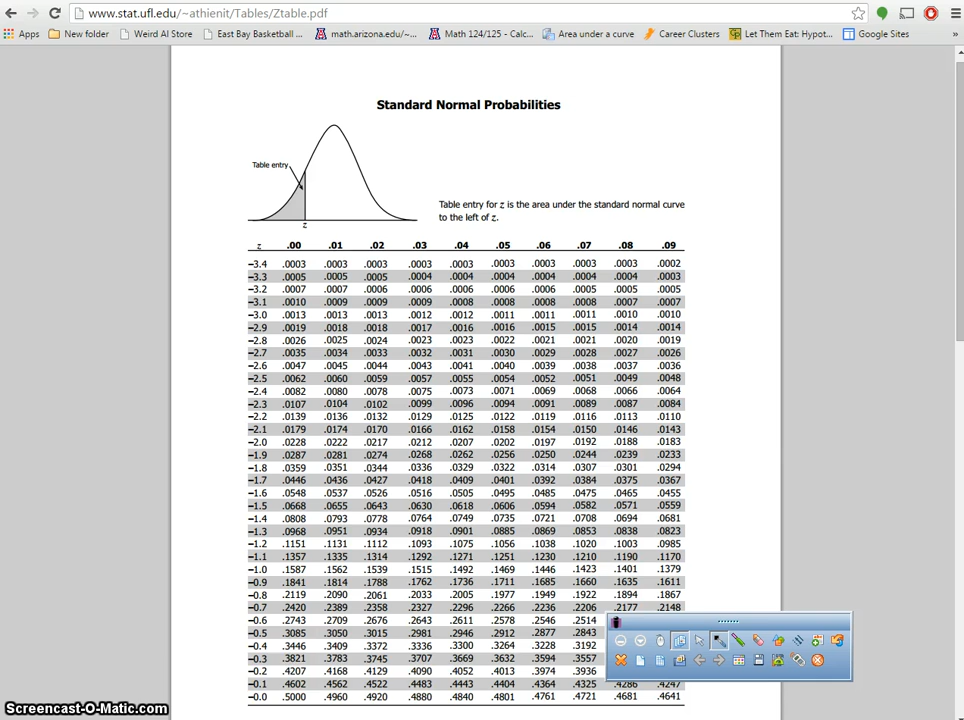 www.stat.ufl.edu/~athienit/Tables/Ztable.pdf
Apps New folder Weird Al Store East Bay Basketball ... math.arizona.edu/~... Math 124/125 - Calc... Area under a curve Career Clusters Let Them Eat: Hypot... Google Sites »
Standard Normal Probabilities
Table entry
z
Table entry for z is the area under the standard normal curve
to the left of z.
z .00 .01 .02 .03 .04 .05 .06 .07 .08 .09
−3.4 .0003 .0003 .0003 .0003 .0003 .0003 .0003 .0003 .0003 .0002
−3.3 .0005 .0005 .0005 .0004 .0004 .0004 .0004 .0004 .0004 .0003
−3.2 .0007 .0007 .0006 .0006 .0006 .0006 .0006 .0005 .0005 .0005
−3.1 .0010 .0009 .0009 .0009 .0008 .0008 .0008 .0008 .0007 .0007
−3.0 .0013 .0013 .0013 .0012 .0012 .0011 .0011 .0011 .0010 .0010
−2.9 .0019 .0018 .0018 .0017 .0016 .0016 .0015 .0015 .0014 .0014
−2.8 .0026 .0025 .0024 .0023 .0023 .0022 .0021 .0021 .0020 .0019
−2.7 .0035 .0034 .0033 .0032 .0031 .0030 .0029 .0028 .0027 .0026
−2.6 .0047 .0045 .0044 .0043 .0041 .0040 .0039 .0038 .0037 .0036
−2.5 .0062 .0060 .0059 .0057 .0055 .0054 .0052 .0051 .0049 .0048
−2.4 .0082 .0080 .0078 .0075 .0073 .0071 .0069 .0068 .0066 .0064
−2.3 .0107 .0104 .0102 .0099 .0096 .0094 .0091 .0089 .0087 .0084
−2.2 .0139 .0136 .0132 .0129 .0125 .0122 .0119 .0116 .0113 .0110
−2.1 .0179 .0174 .0170 .0166 .0162 .0158 .0154 .0150 .0146 .0143
−2.0 .0228 .0222 .0217 .0212 .0207 .0202 .0197 .0192 .0188 .0183
−1.9 .0287 .0281 .0274 .0268 .0262 .0256 .0250 .0244 .0239 .0233
−1.8 .0359 .0351 .0344 .0336 .0329 .0322 .0314 .0307 .0301 .0294
−1.7 .0446 .0436 .0427 .0418 .0409 .0401 .0392 .0384 .0375 .0367
−1.6 .0548 .0537 .0526 .0516 .0505 .0495 .0485 .0475 .0465 .0455
−1.5 .0668 .0655 .0643 .0630 .0618 .0606 .0594 .0582 .0571 .0559
−1.4 .0808 .0793 .0778 .0764 .0749 .0735 .0721 .0708 .0694 .0681
−1.3 .0968 .0951 .0934 .0918 .0901 .0885 .0869 .0853 .0838 .0823
−1.2 .1151 .1131 .1112 .1093 .1075 .1056 .1038 .1020 .1003 .0985
−1.1 .1357 .1335 .1314 .1292 .1271 .1251 .1230 .1210 .1190 .1170
−1.0 .1587 .1562 .1539 .1515 .1492 .1469 .1446 .1423 .1401 .1379
−0.9 .1841 .1814 .1788 .1762 .1736 .1711 .1685 .1660 .1635 .1611
−0.8 .2119 .2090 .2061 .2033 .2005 .1977 .1949 .1922 .1894 .1867
−0.7 .2420 .2389 .2358 .2327 .2296 .2266 .2236 .2206 .2177 .2148
−0.6 .2743 .2709 .2676 .2643 .2611 .2578 .2546 .2514
−0.5 .3085 .3050 .3015 .2981 .2946 .2912 .2877 .2843
−0.4 .3446 .3409 .3372 .3336 .3300 .3264 .3228 .3192
−0.3 .3821 .3783 .3745 .3707 .3669 .3632 .3594 .3557
−0.2 .4207 .4168 .4129 .4090 .4052 .4013 .3974 .3936
−0.1 .4602 .4562 .4522 .4483 .4443 .4404 .4364 .4325 .4286 .4247
−0.0 .5000 .4960 .4920 .4880 .4840 .4801 .4761 .4721 .4681 .4641
Screencast-O-Matic.com